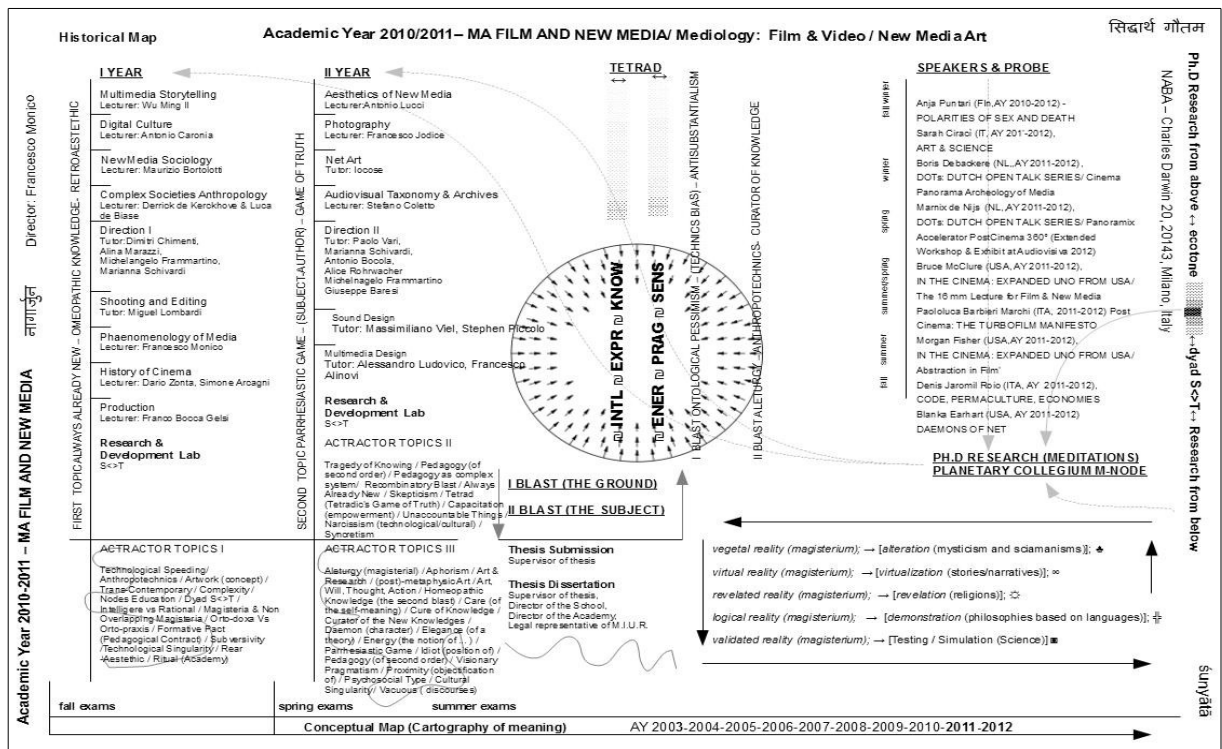 Historical Map
Academic Year 2010/2011– MA FILM AND NEW MEDIA/ Mediology: Film & Video / New Media Art
सिद्धार्थ गौतम
Director: Francesco Monico
नागार्जुन
Academic Year 2010-2011 – MA FILM AND NEW MEDIA
FIRST TOPICALWAYS ALREADY NEW – OMEOPATHIC KNOWLEDGE- RETROAESTETHIC
I YEAR
Multimedia Storytelling
Lecturer: Wu Ming II
Digital Culture
Lecturer: Antonio Caronia
NewMedia Sociology
Lecturer: Maurizio Bortolotti
Complex Societies Anthropology
Lecturer: Derrick de Kerckhove & Luca
de Biase
Direction I
Tutor:Dimitri Chimenti,
Alina Marazzi,
Michelangelo Frammartino,
Marianna Schivardi
Shooting and Editing
Tutor: Miguel Lombardi
Phaenomenology of Media
Lecturer: Francesco Monico
History of Cinema
Lecturer: Dario Zonta, Simone Arcagni
Production
Lecturer: Franco Bocca Gelsi
Research &
Development Lab
S<>T
ACTRACTOR TOPICS I
Technological Speeding/
Anthropotechnics / Artwork (concept) /
Trans-Contemporary / Complexity /
Nodes Education / Dyad S<>T /
Intelligere vs Rational / Magisteria & Non
Overlapping Magisteria / Orto-doxa Vs
Orto-praxis / Formative Pact
(Pedagogical Contract) / Subversivity
/Technological Singularity / Rear
-Aestethic / Ritual (Academy)
SECOND TOPIC PARRHESIASTIC GAME – (SUBJECT-AUTHOR) – GAME OF TRUTH
II YEAR
Aesthetics of New Media
Lecturer:Antonio Lucci
Photography
Lecturer: Francesco Jodice
Net Art
Tutor: Iocose
Audiovisual Taxonomy & Archives
Lecturer: Stefano Coletto
Direction II
Tutor: Paolo Vari,
Marianna Schivardi,
Antonio Bocola,
Alice Rohrwacher
Michelnagelo Frammartino
Giuseppe Baresi
Sound Design
Tutor: Massimiliano Viel, Stephen Piccolo
Multimedia Design
Tutor: Alessandro Ludovico, Francesco
Alinovi
Research &
Development Lab
S<>T
ACTRACTOR TOPICS II
Tragedy of Knowing / Pedagogy (of
second order) / Pedagogy as complex
system/ Recombinatory Blast / Always
Already New / Skepticism / Tetrad
(Tetradic's Game of Truth) / Capacitation
(empowerment) / Unaccountable Things /
Narcissism (technological/cultural) /
Syncretism
ACTRACTOR TOPICS III
Aleturgy (magisterial) / Aphorism / Art &
Research / (post)-metaphysic Art / Art,
Will, Thought, Action / Homeopathic
Knowledge (the second blast) / Care (of
the self-meaning) / Cure of Knowledge /
Curator of the New Knowledges /
Daemon (character) / Elegance (of a
theory) / Energy (the notion of ...) /
Parrhesiastic Game / Idiot (position of) /
Pedagogy (of second order) / Visionary
Pragmatism / Proximity (objectification
of) / Psychosocial Type / Cultural
Singularity / Vacuous ( discourses)
TETRAD
INTL EXPR KNOW
ENER PRAG SENS
I BLAST ONTOLOGICAL PESSIMISM – (TECHNICS BIAS) – ANTISUBSTANTIALISM
II BLAST ALETURGY – ANTHROPOTECHNICS- CURATOR OF KNOWLEDGE
I BLAST (THE GROUND)
II BLAST (THE SUBJECT)
Thesis Submission
Supervisor of thesis
Thesis Dissertation
Supervisor of thesis,
Director of the School,
Director of the Academy,
Legal representative of M.I.U.R.
SPEAKERS & PROBE
fall winter
winter
spring
summer
fall
Anja Puntari (FIn, AY 2010-2012) -
POLARITIES OF SEX AND DEATH
Sarah Ciraci (IT, AY 201'-2012),
ART & SCIENCE
Boris Debackere (NL, AY 2011-2012),
DOTs: DUTCH OPEN TALK SERIES/ Cinema
Panorama Archeology of Media
Marnix de Nijs (NL, AY 2011-2012),
DOTs: DUTCH OPEN TALK SERIES/ Panoramix
Accelerator PostCinema 360° (Extended
Workshop & Exhibit at Audiovisiva 2012)
Bruce McClure (USA, AY 2011-2012),
IN THE CINEMA: EXPANDED UNO FROM USA/
The 16 mm Lecture for Film & New Media
Paololuca Barbieri Marchi (ITA, 2011-2012) Post
Cinema: THE TURBOFILM MANIFESTO
Morgan Fisher (USA, AY 2011-2012),
IN THE CINEMA: EXPANDED UNO FROM USA/
Abstraction in Film'
Denis Jaromil Roio (ITA, AY 2011-2012),
CODE, PERMACULTURE, ECONOMIES
Blanka Earhart (USA, AY 2011-2012)
DAEMONS OF NET
PH.D RESEARCH (MEDITATIONS)
PLANETARY COLLEGIUM M-NODE
NABA – Charles Darwin 20, 20143, Milano, Italy
Ph.D Research from above ↔ ecotone ↔dyad S<>T↔ Research from below
śunyātā
vegetal reality (magisterium); → [alteration (mysticism and sciamanisms)]; ♣
virtual reality (magisterium); → [virtualization (stories/narratives)]; ∞
revelated reality (magisterium); → [revelation (religions)]; ☼
logical reality (magisterium); → [demonstration (philosophies based on languages)]; ╬
validated reality (magisterium); → [Testing / Simulation (Science)] ◙
fall exams
spring exams
summer exams
Conceptual Map (Cartography of meaning)
AY 2003-2004-2005-2006-2007-2008-2009-2010-2011-2012